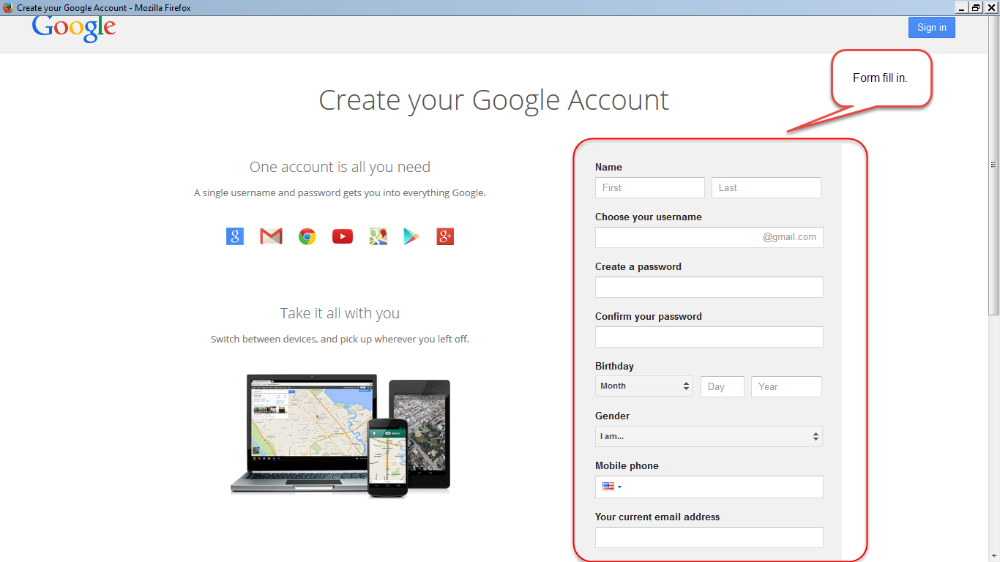 Create your Google Account - Mozilla Firefox
Google
Sign in
Form fill in.
Create your Google Account
One account is all you need
A single username and password gets you into everything Google.
Take it all with you
Switch between devices, and pick up wherever you left off.
Name
First Last
Choose your username
@gmail.com
Create a password
Confirm your password
Birthday
Month Day Year
Gender
I am...
Mobile phone
Your current email address